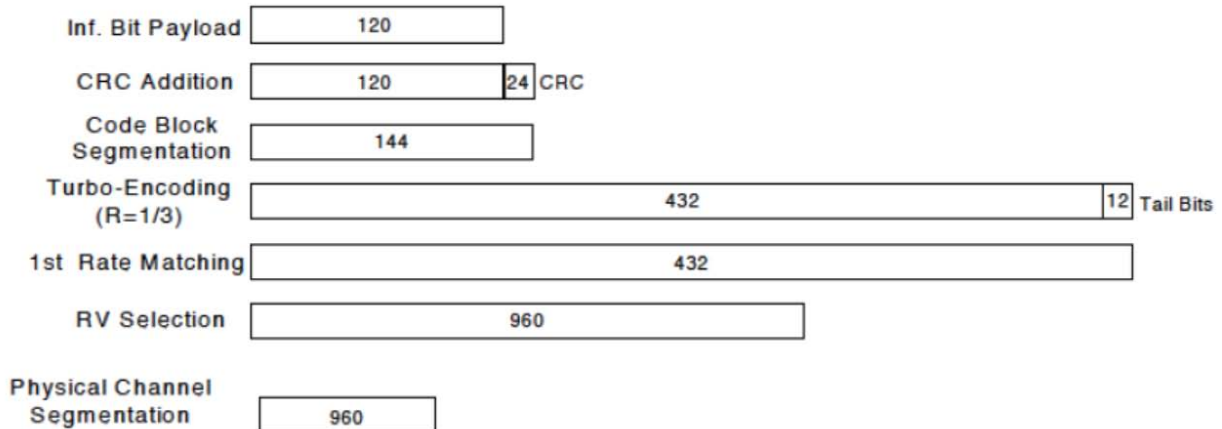 Inf. Bit Payload 120
CRC Addition 120 24 CRC
Code Block
Segmentation 144
Turbo-Encoding
(R=1/3) 432 12 Tail Bits
1st Rate Matching 432
RV Selection 960
Physical Channel
Segmentation 960